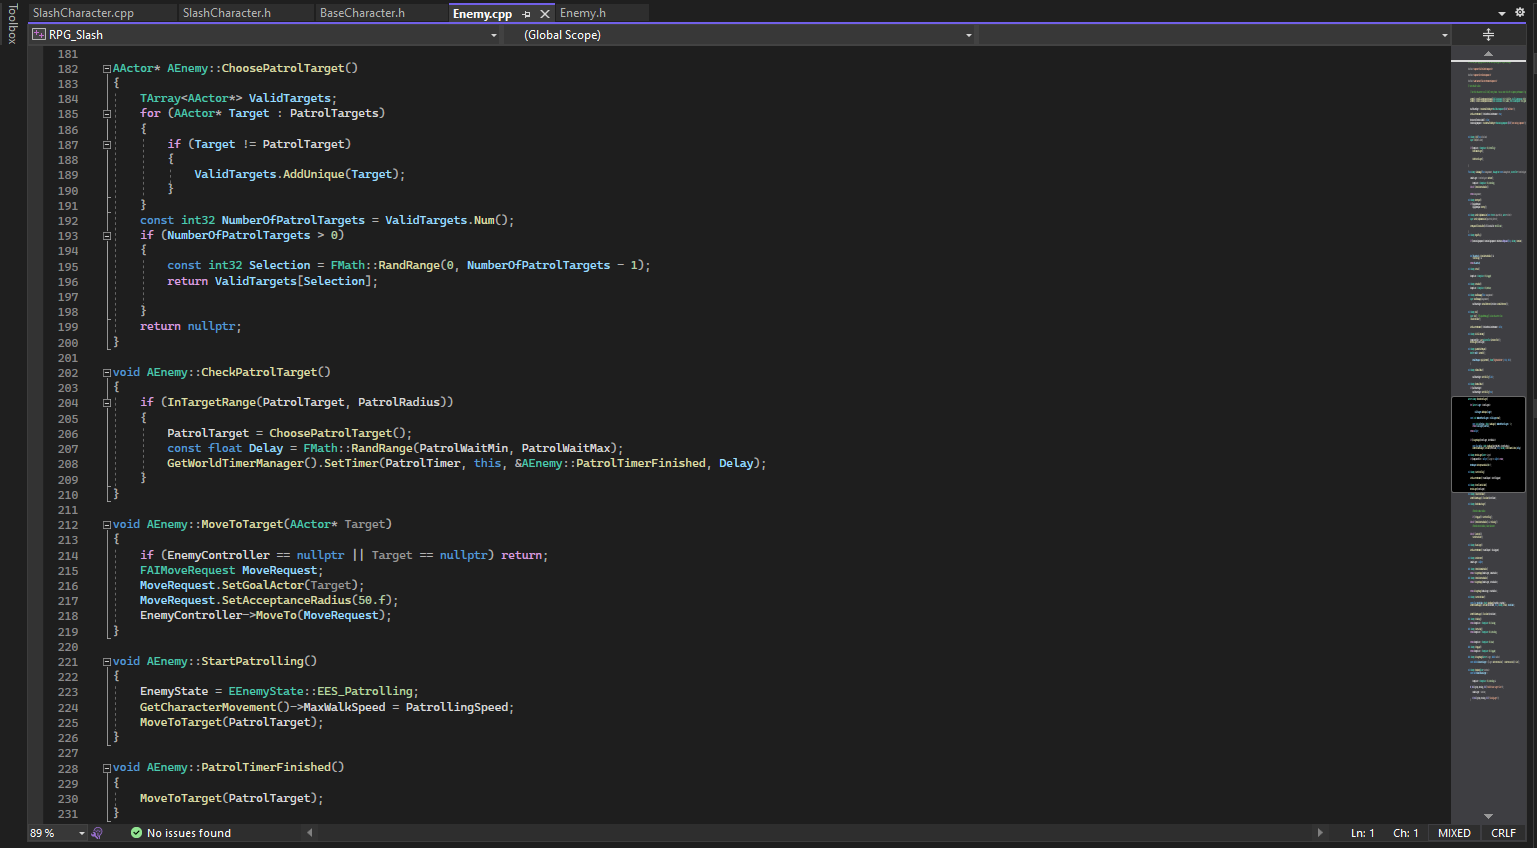 Toolbox
SlashCharacter.cpp SlashCharacter.h BaseCharacter.h Enemy.cpp Enemy.h
RPG_Slash (Global Scope)
181
182 AActor* AEnemy::ChoosePatrolTarget()
183 {
184 TArray<AActor*> ValidTargets;
185 for (AActor* Target : PatrolTargets)
186 {
187 if (Target != PatrolTarget)
188 {
189 ValidTargets.AddUnique(Target);
190 }
191 }
192 const int32 NumberOfPatrolTargets = ValidTargets.Num();
193 if (NumberOfPatrolTargets > 0)
194 {
195 const int32 Selection = FMath::RandRange(0, NumberOfPatrolTargets - 1);
196 return ValidTargets[Selection];
197
198 }
199 return nullptr;
200 }
201
202 void AEnemy::CheckPatrolTarget()
203 {
204 if (InTargetRange(PatrolTarget, PatrolRadius))
205 {
206 PatrolTarget = ChoosePatrolTarget();
207 const float Delay = FMath::RandRange(PatrolWaitMin, PatrolWaitMax);
208 GetWorldTimerManager().SetTimer(PatrolTimer, this, &AEnemy::PatrolTimerFinished, Delay);
209 }
210 }
211
212 void AEnemy::MoveToTarget(AActor* Target)
213 {
214 if (EnemyController == nullptr || Target == nullptr) return;
215 FAIMoveRequest MoveRequest;
216 MoveRequest.SetGoalActor(Target);
217 MoveRequest.SetAcceptanceRadius(50.f);
218 EnemyController->MoveTo(MoveRequest);
219 }
220
221 void AEnemy::StartPatrolling()
222 {
223 EnemyState = EEnemyState::EES_Patrolling;
224 GetCharacterMovement()->MaxWalkSpeed = PatrollingSpeed;
225 MoveToTarget(PatrolTarget);
226 }
227
228 void AEnemy::PatrolTimerFinished()
229 {
230 MoveToTarget(PatrolTarget);
231 }
89 % No issues found Ln: 1 Ch: 1 MIXED CRLF